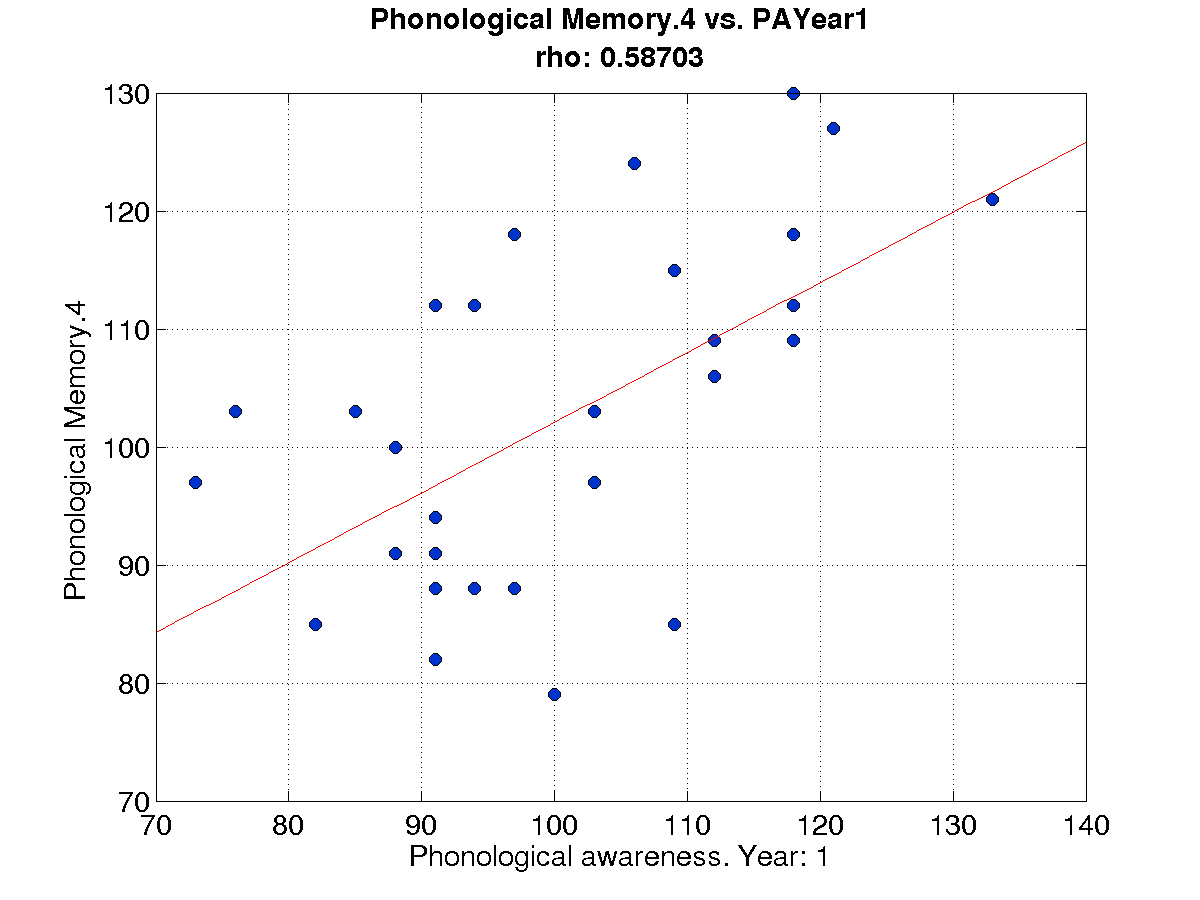 Phonological Memory.4 vs. PAYear1
rho: 0.58703
130
120
110
100
90
80
70
Phonological Memory.4
70 80 90 100 110 120 130 140
Phonological awareness. Year: 1